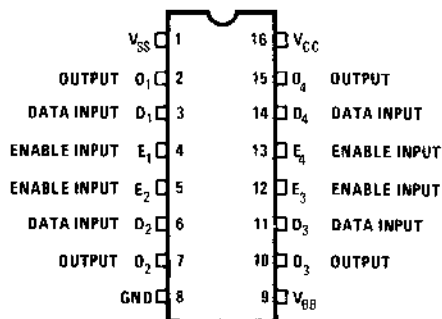 V_SS 1 16 V_CC
OUTPUT O_1 2 15 O_4 OUTPUT
DATA INPUT D_1 3 14 D_4 DATA INPUT
ENABLE INPUT E_1 4 13 E_4 ENABLE INPUT
ENABLE INPUT E_2 5 12 E_3 ENABLE INPUT
DATA INPUT D_2 6 11 D_3 DATA INPUT
OUTPUT O_2 7 10 O_3 OUTPUT
GND 8 9 V_BB